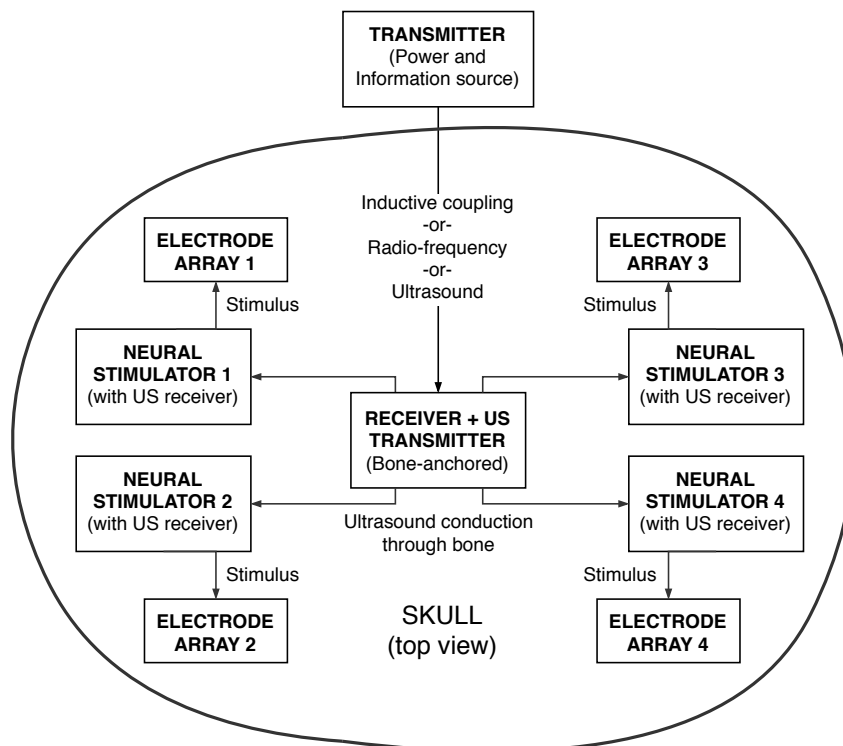 TRANSMITTER
(Power and
Information source)
Inductive coupling
-or-
Radio-frequency
-or-
Ultrasound
ELECTRODE
ARRAY 1
Stimulus
NEURAL
STIMULATOR 1
(with US receiver)
ELECTRODE
ARRAY 3
Stimulus
NEURAL
STIMULATOR 3
(with US receiver)
RECEIVER + US
TRANSMITTER
(Bone-anchored)
NEURAL
STIMULATOR 2
(with US receiver)
Stimulus
ELECTRODE
ARRAY 2
Ultrasound conduction
through bone
NEURAL
STIMULATOR 4
(with US receiver)
Stimulus
ELECTRODE
ARRAY 4
SKULL
(top view)